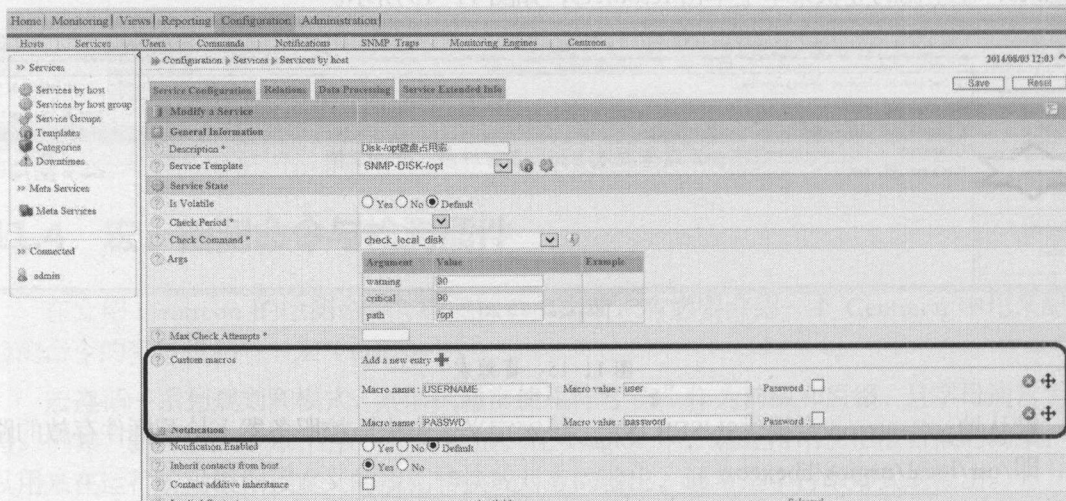 Home| Monitoring| Views| Reporting| Configuration| Administration|
Hosts | Services | Users | Commands | Notifications | SNMP Traps | Monitoring Engines | Centreon
Configuration Services Services by host 2014/08/03 12:03
Services
Services by host
Services by host group
Service Groups
Templates
Categories
Downtimes
Meta Services
Meta Services
Connected
admin
Save Reset
Service Configuration Relations Data Processing Service Extended Info
Modify a Service
General Information
Description * Disk-/opt磁盘占用率
Service Template SNMP-DISK-/opt
Service State
Is Volatile Yes No Default
Check Period *
Check Command * check_local_disk
Args Argument Value Example
warning 80
critical 90
path /opt
Max Check Attempts *
Custom macros Add a new entry
Macro name : USERNAME Macro value : user Password :
Macro name : PASSWD Macro value : password Password :
Notification
Notification Enabled Yes No Default
Inherit contacts from host Yes No
Contact additive inheritance